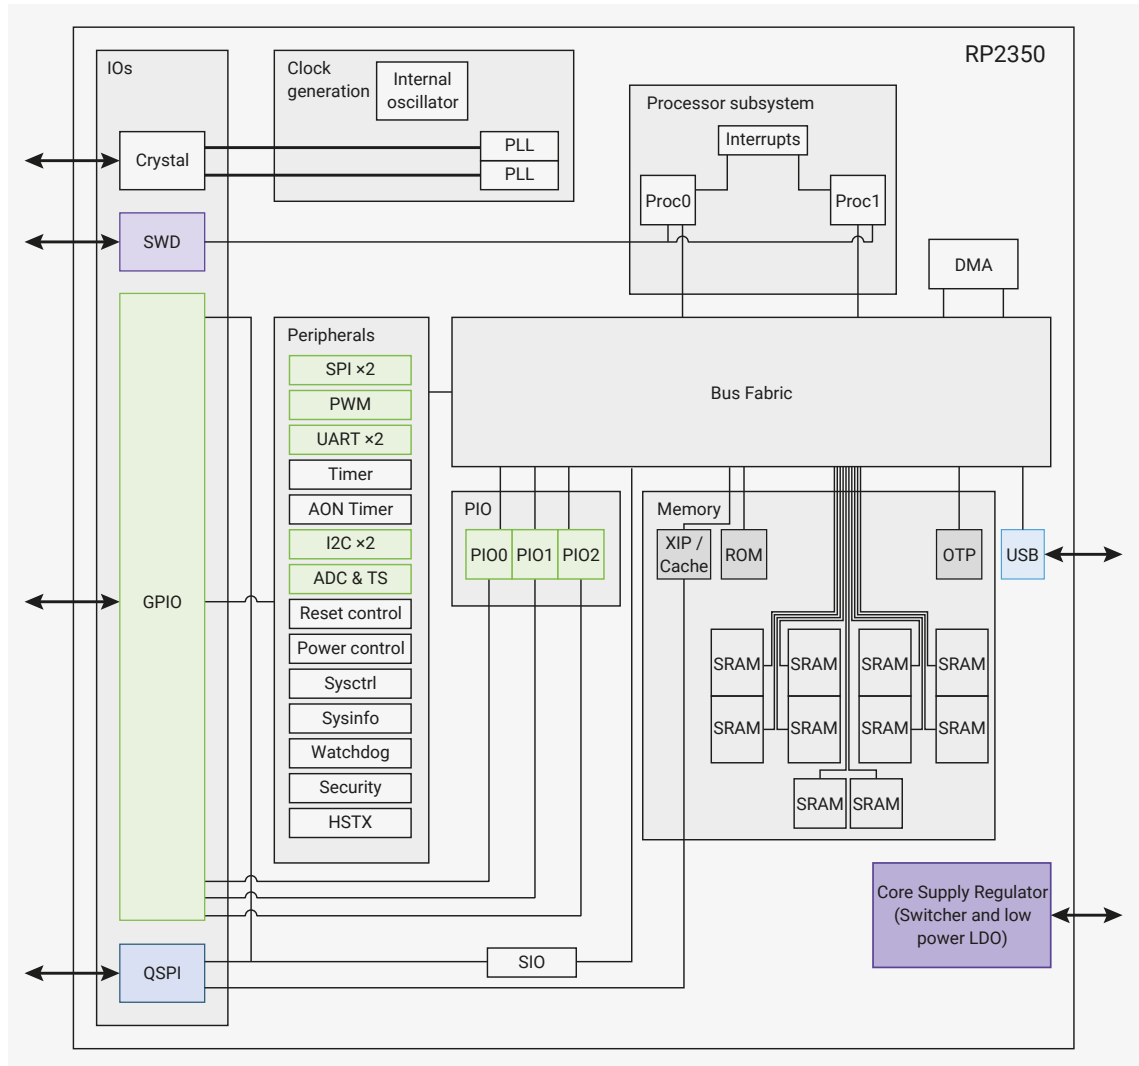 RP2350
IOs
Clock
generation
Internal
oscillator
Crystal
PLL
PLL
Processor subsystem
Interrupts
Proc0
Proc1
SWD
DMA
GPIO
Peripherals
SPI ×2
PWM
UART ×2
Timer
AON Timer
I2C ×2
ADC & TS
Reset control
Power control
Sysctrl
Sysinfo
Watchdog
Security
HSTX
Bus Fabric
PIO
PIO0
PIO1
PIO2
Memory
XIP /
Cache
ROM
OTP
USB
SRAM
SRAM
SRAM
SRAM
SRAM
SRAM
SRAM
SRAM
SRAM
SRAM
Core Supply Regulator
(Switcher and low
power LDO)
QSPI
SIO